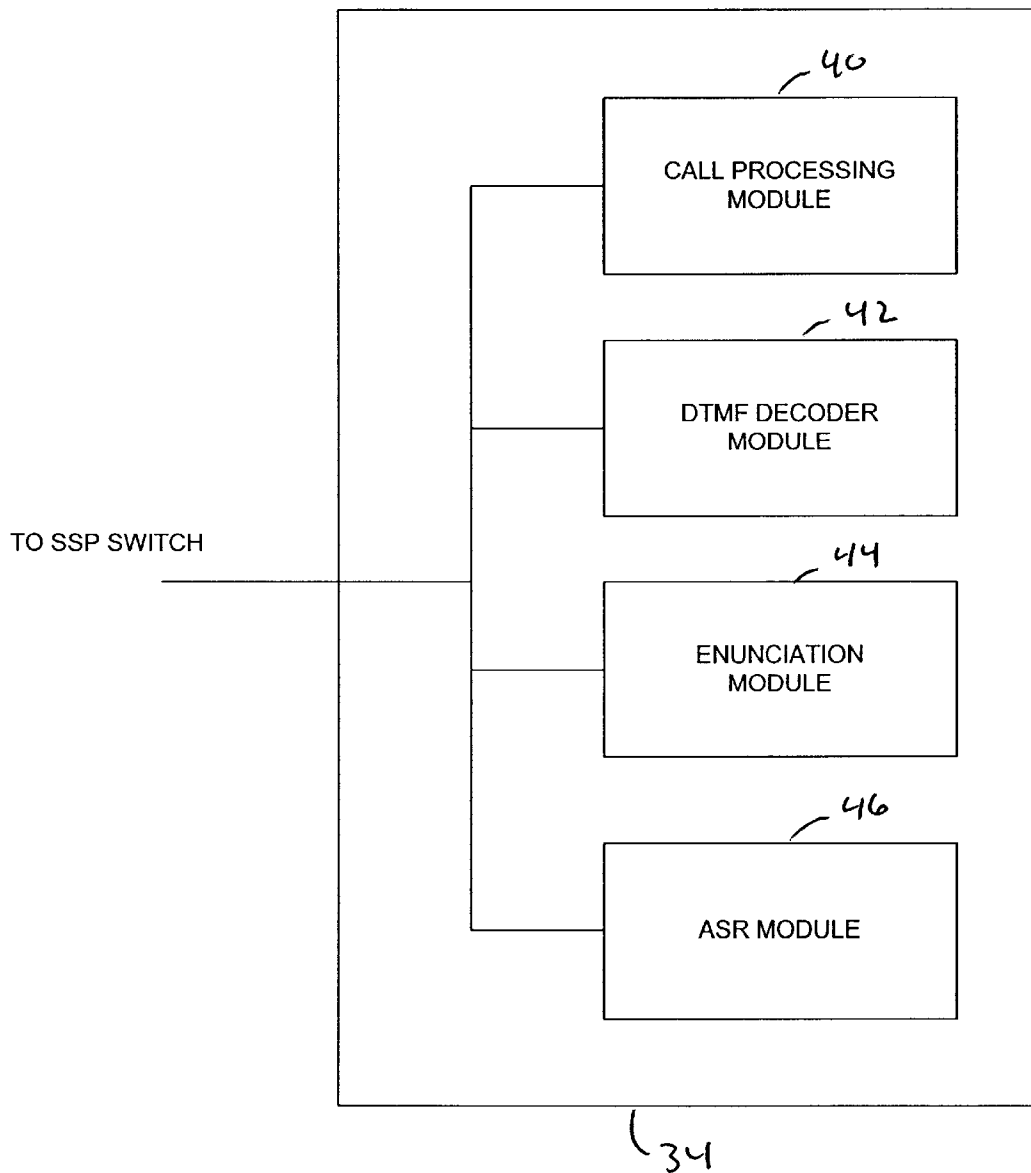 40
CALL PROCESSING
MODULE
42
DTMF DECODER
MODULE
TO SSP SWITCH
44
ENUNCIATION
MODULE
46
ASR MODULE
34